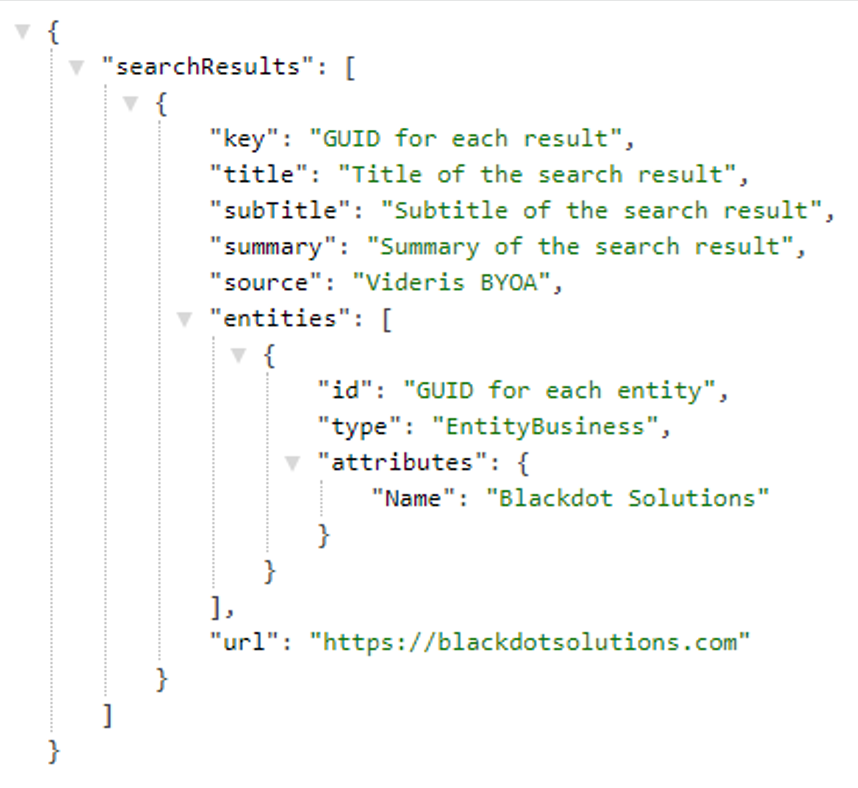 {
"searchResults": [
{
"key": "GUID for each result",
"title": "Title of the search result",
"subTitle": "Subtitle of the search result",
"summary": "Summary of the search result",
"source": "Videris BYOA",
"entities": [
{
"id": "GUID for each entity",
"type": "EntityBusiness",
"attributes": {
"Name": "Blackdot Solutions"
}
}
],
"url": "https://blackdotsolutions.com"
}
]
}